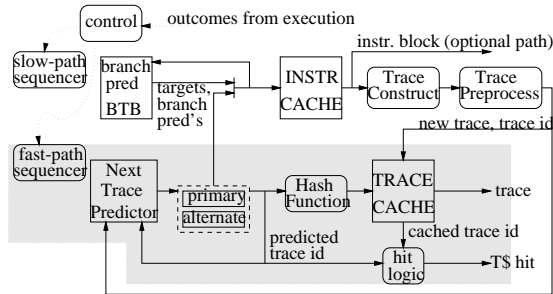 control
outcomes from execution
slow-path
sequencer
branch
pred
BTB
targets,
branch
pred's
INSTR
CACHE
instr. block (optional path)
Trace
Construct
Trace
Preprocess
new trace, trace id
fast-path
sequencer
Next
Trace
Predictor
primary
alternate
Hash
Function
TRACE
CACHE
trace
cached trace id
predicted
trace id
hit
logic
T$ hit